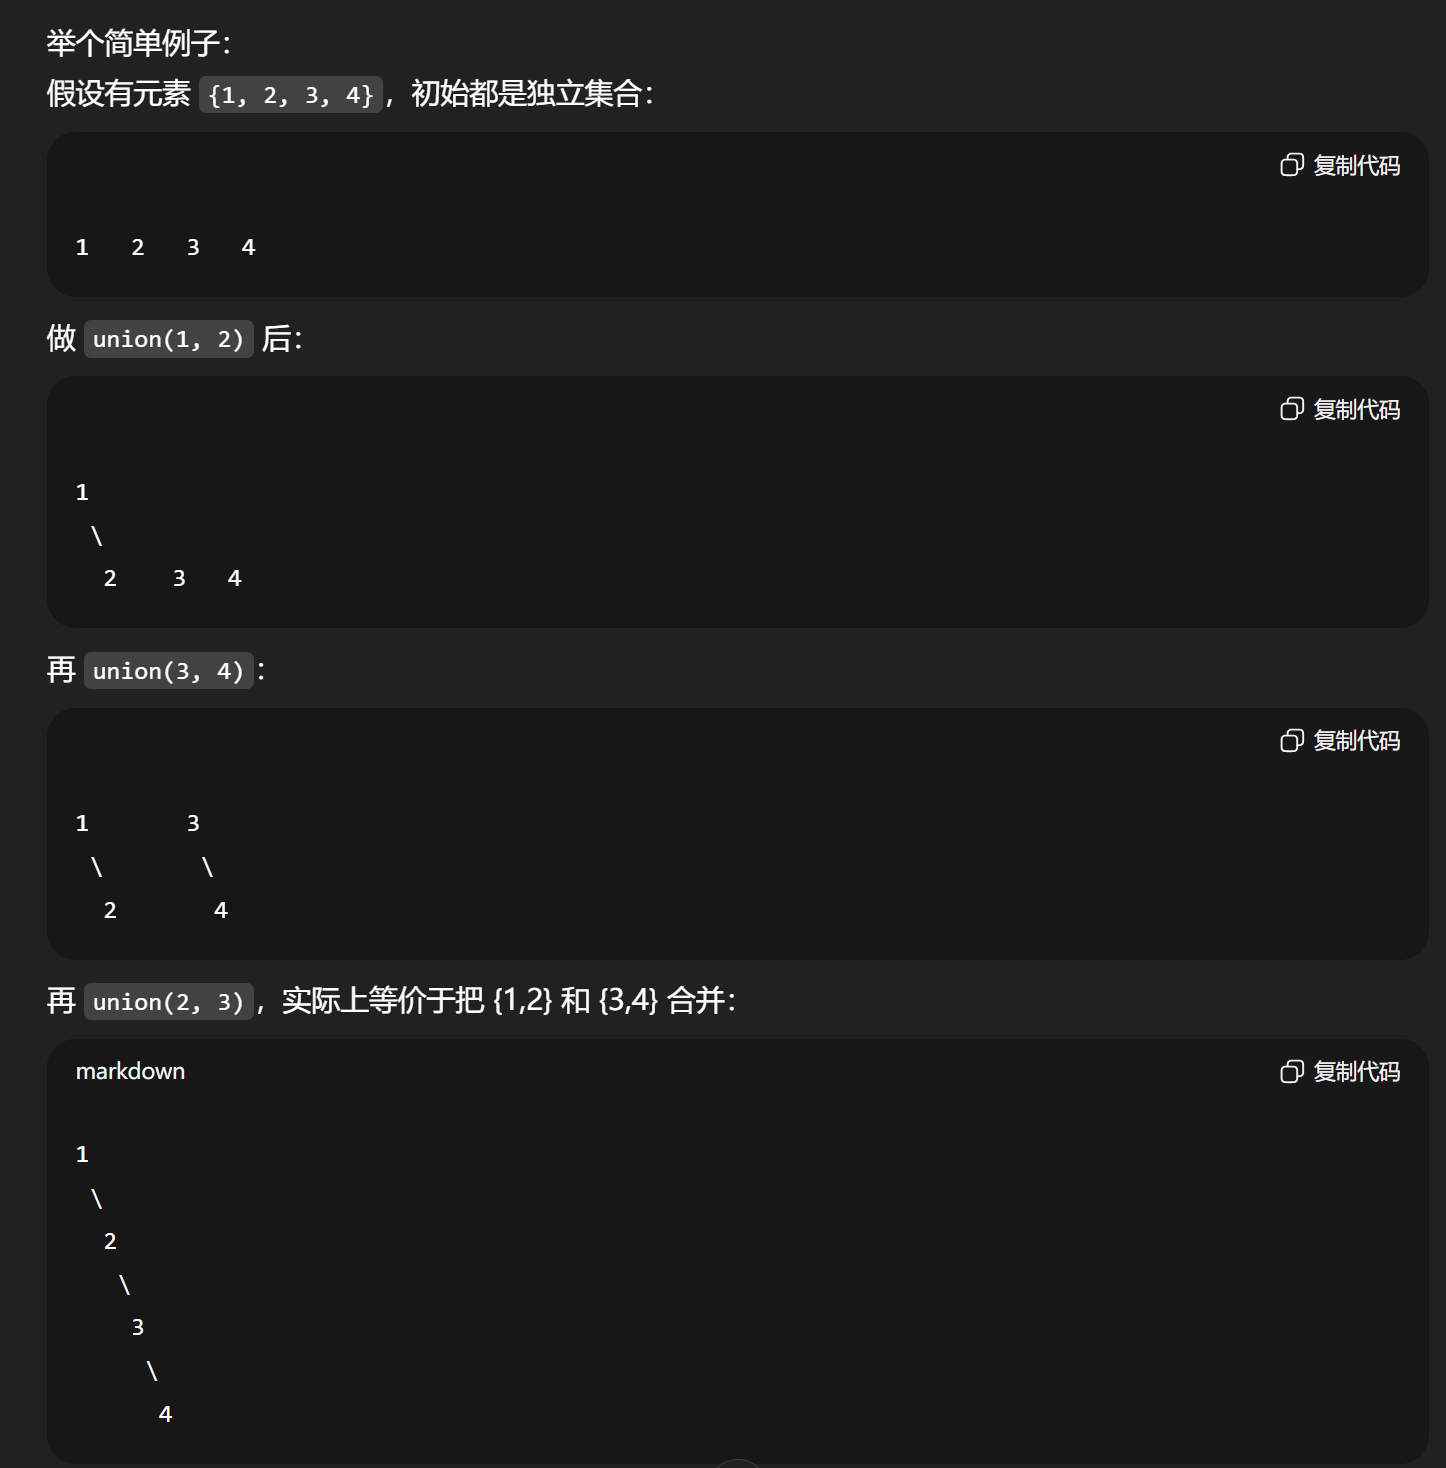 举个简单例子：
假设有元素 {1, 2, 3, 4}，初始都是独立集合：
复制代码
1   2   3   4
做 union(1, 2) 后：
复制代码
1
 \
  2    3   4
再 union(3, 4)：
复制代码
1       3
 \       \
  2       4
再 union(2, 3)，实际上等价于把 {1,2} 和 {3,4} 合并：
markdown 复制代码
1
 \
  2
   \
    3
     \
      4